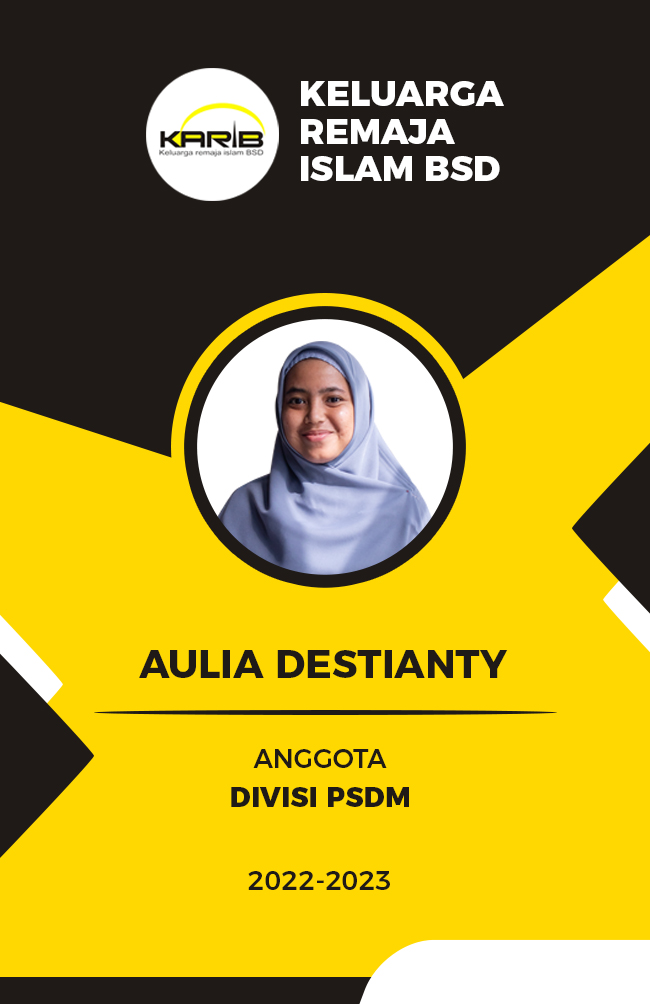 KARIB
Keluarga remaja islam BSD
KELUARGA
REMAJA
ISLAM BSD
AULIA DESTIANTY
ANGGOTA
DIVISI PSDM
2022-2023